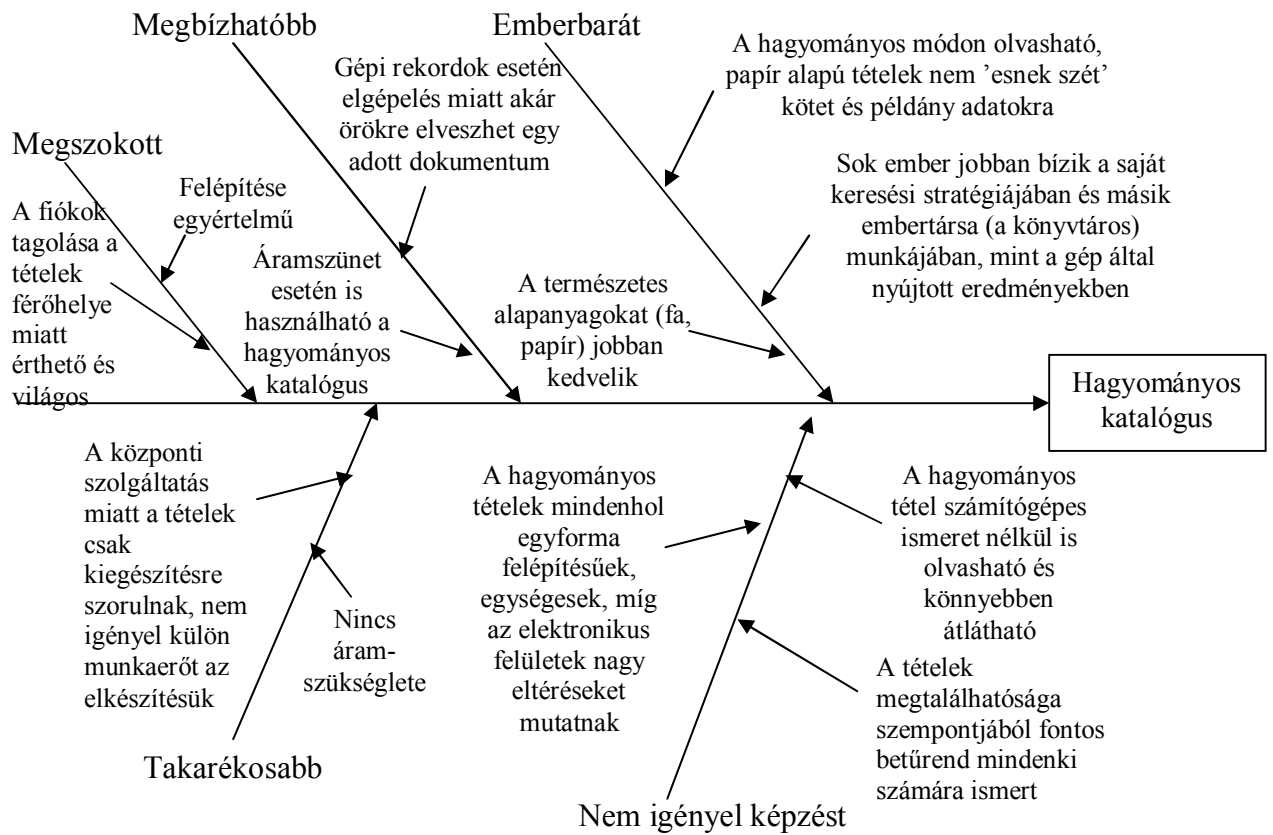 Megbízhatóbb
Emberbarát
A hagyományos módon olvasható,
papír alapú tételek nem ’esnek szét’
kötet és példány adatokra
Gépi rekordok esetén
elgépelés miatt akár
örökre elveszhet egy
adott dokumentum
Megszokott
Sok ember jobban bízik a saját
keresési stratégiájában és másik
embertársa (a könyvtáros)
munkájában, mint a gép által
nyújtott eredményekben
Felépítése
egyértelmű
A fiókok
tagolása a
tételek
férőhelye
miatt
érthető és
világos
Áramszünet
esetén is
használható a
hagyományos
katalógus
A természetes
alapanyagokat (fa,
papír) jobban
kedvelik
Hagyományos
katalógus
A központi
szolgáltatás
miatt a tételek
csak
kiegészítésre
szorulnak, nem
igényel külön
munkaerőt az
elkészítésük
Nincs
áram-
szükséglete
Takarékosabb
A hagyományos
tételek mindenhol
egyforma
felépítésűek,
egységesek, míg
az elektronikus
felületek nagy
eltéréseket
mutatnak
A hagyományos
tétel számítógépes
ismeret nélkül is
olvasható és
könnyebben
átlátható
A tételek
megtalálhatósága
szempontjából fontos
betűrend mindenki
számára ismert
Nem igényel képzést